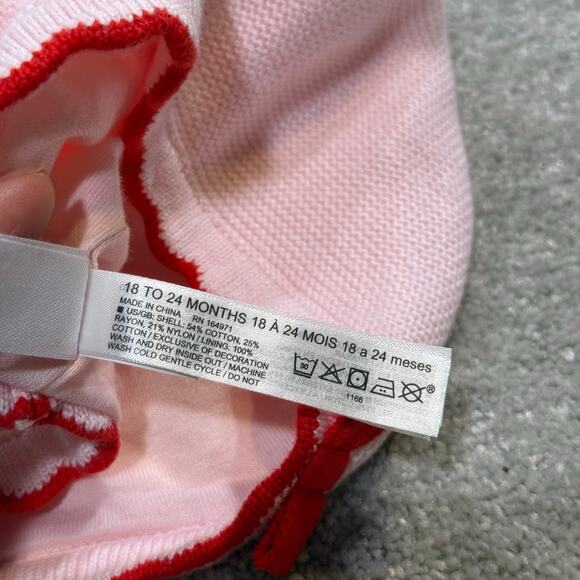 18 TO 24 MONTHS 18 À 24 MOIS 18 a 24 meses
MADE IN CHINA RN 164971
■ US/GB: SHELL: 54% COTTON, 25%
RAYON, 21% NYLON / LINING: 100%
COTTON / EXCLUSIVE OF DECORATION
WASH AND DRY INSIDE OUT / MACHINE
WASH COLD GENTLE CYCLE / DO NOT
30
®
1166